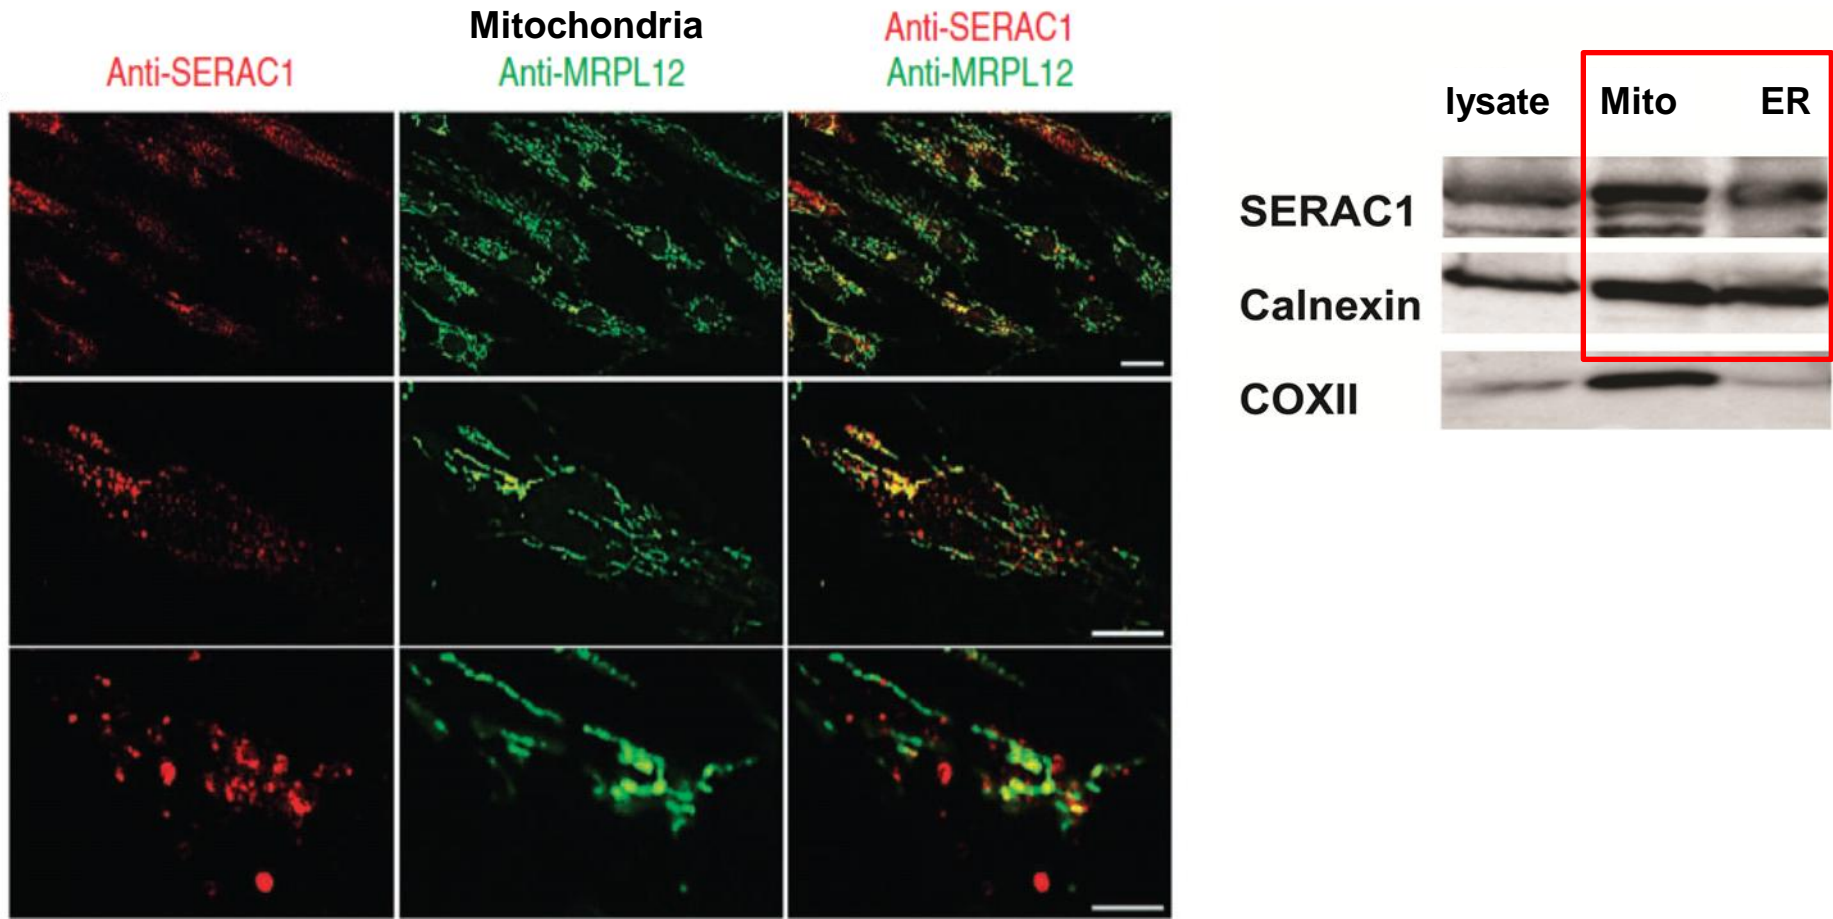 Anti-SERAC1
Mitochondria
Anti-MRPL12
Anti-SERAC1
Anti-MRPL12
lysate Mito ER
SERAC1
Calnexin
COXII